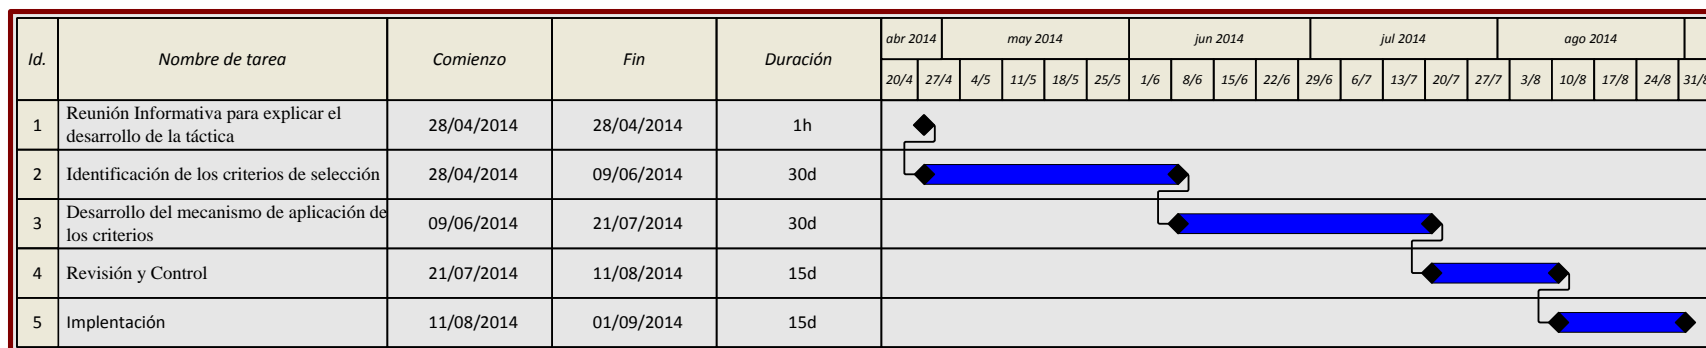 abr 2014 may 2014 jun 2014 jul 2014 ago 2014
Id. Nombre de tarea Comienzo Fin Duración
20/4 27/4 4/5 11/5 18/5 25/5 1/6 8/6 15/6 22/6 29/6 6/7 13/7 20/7 27/7 3/8 10/8 17/8 24/8 31/8
1 Reunión Informativa para explicar el
desarrollo de la táctica 28/04/2014 28/04/2014 1h
2 Identificación de los criterios de selección 28/04/2014 09/06/2014 30d
3 Desarrollo del mecanismo de aplicación de
los criterios 09/06/2014 21/07/2014 30d
4 Revisión y Control 21/07/2014 11/08/2014 15d
5 Implentación 11/08/2014 01/09/2014 15d